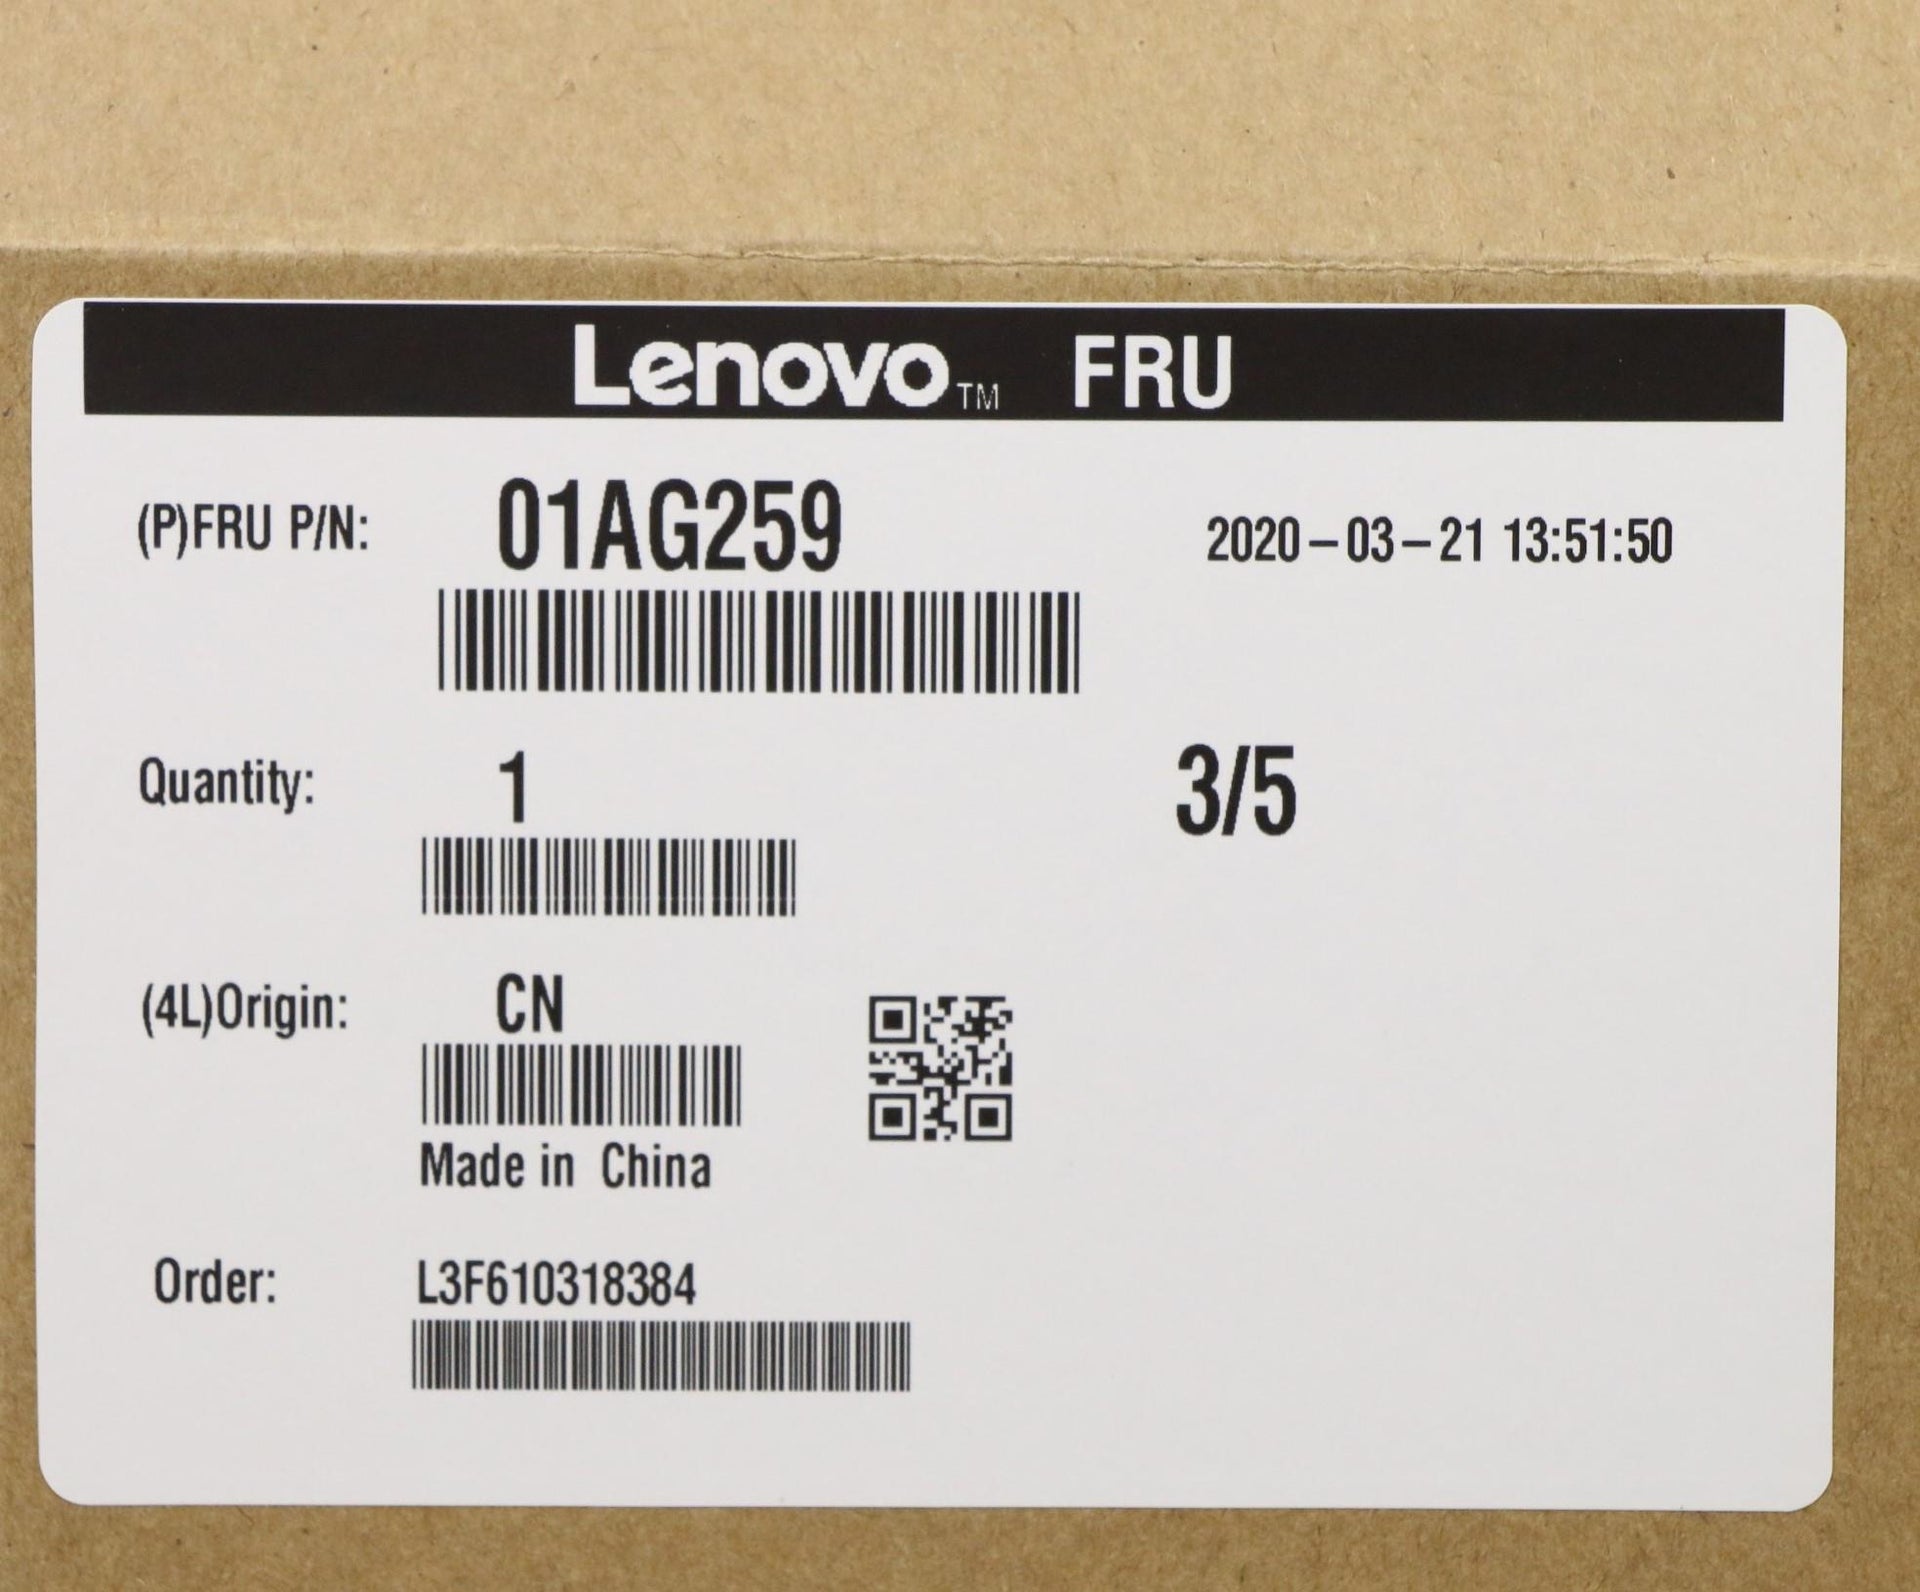 Lenovo™ FRU
(P)FRU P/N: 01AG259 2020-03-21 13:51:50
Quantity: 1 3/5
(4L)Origin: CN
Made in China
Order: L3F610318384